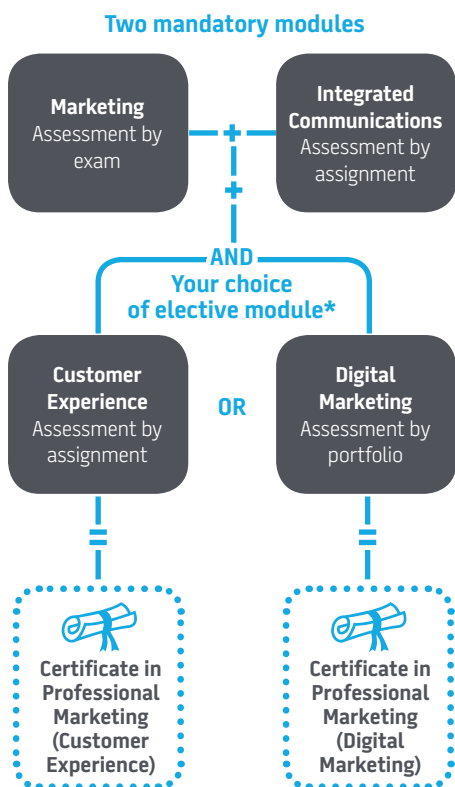 Two mandatory modules
Marketing
Assessment by
exam
+
Integrated
Communications
Assessment by
assignment
+
AND
Your choice
of elective module*
Customer
Experience
Assessment by
assignment
OR
Digital
Marketing
Assessment by
portfolio
=
=
Certificate in
Professional
Marketing
(Customer
Experience)
Certificate in
Professional
Marketing
(Digital
Marketing)